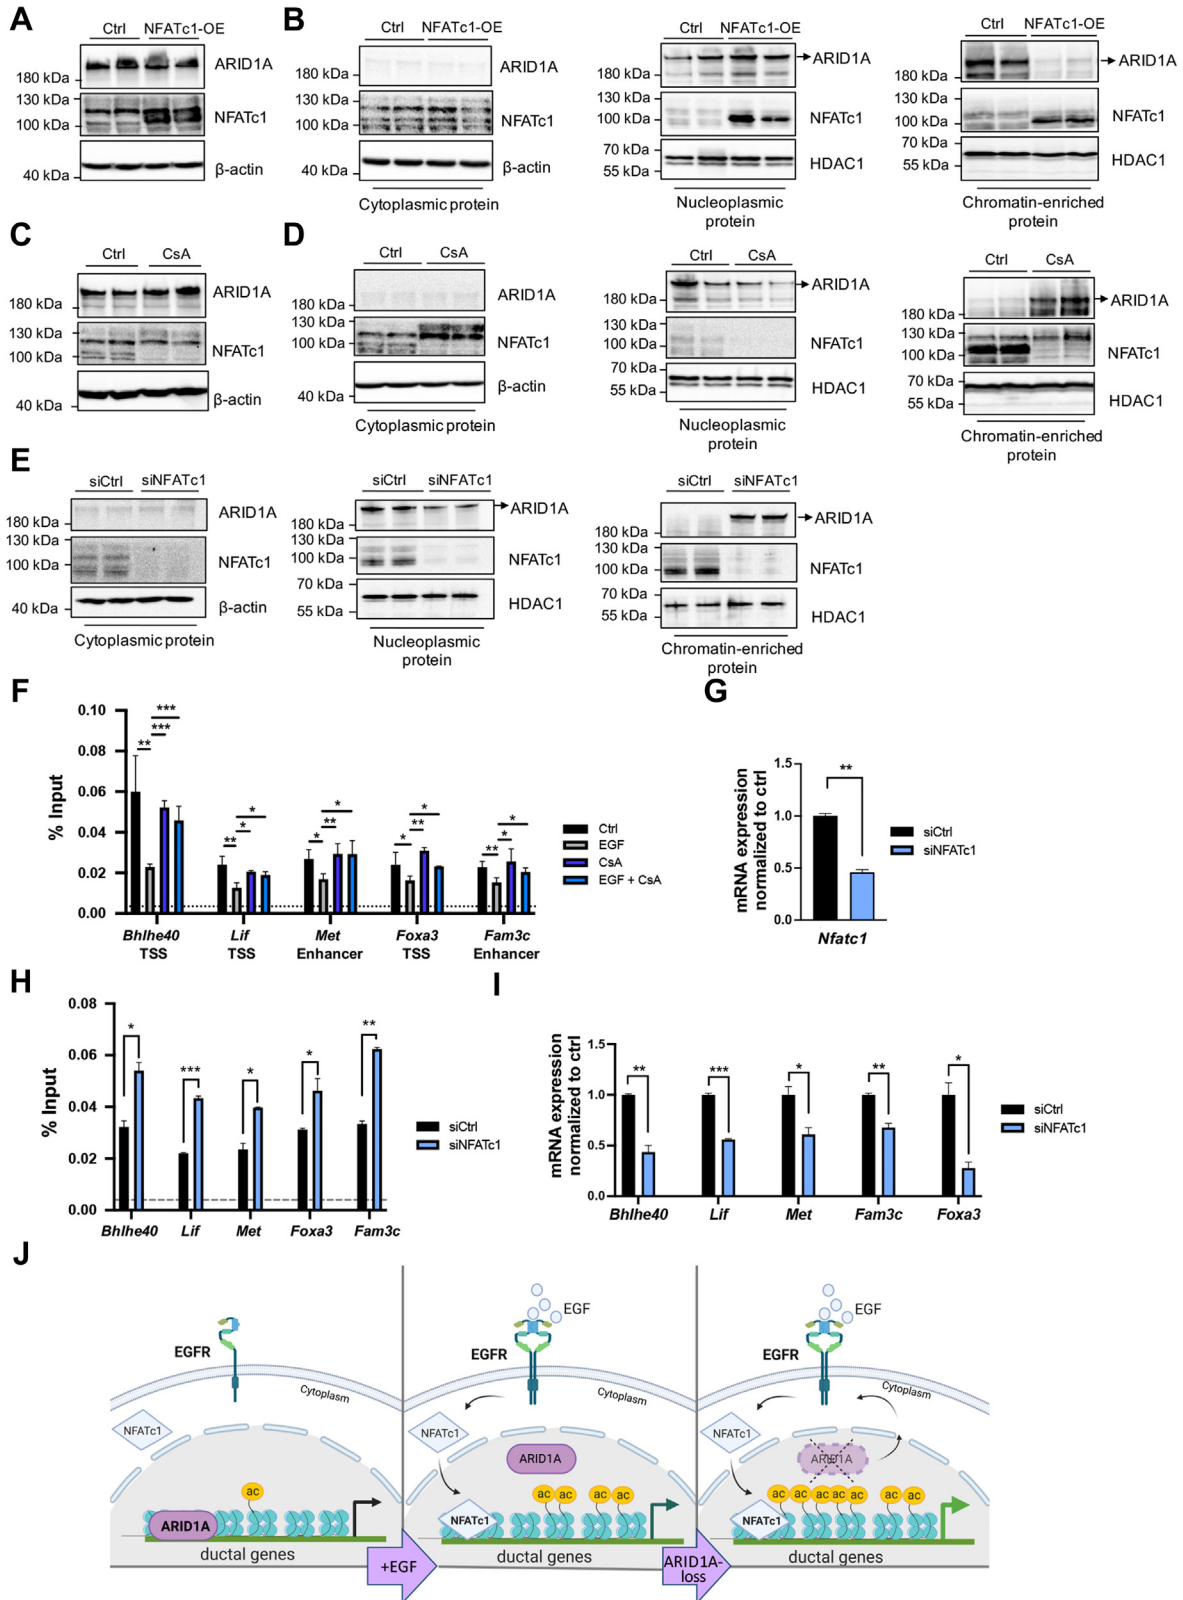 A
Ctrl NFATc1-OE
180 kDa ARID1A
130 kDa
100 kDa NFATc1
40 kDa β-actin
B
Ctrl NFATc1-OE
180 kDa ARID1A
130 kDa
100 kDa NFATc1
40 kDa β-actin
Cytoplasmic protein
Ctrl NFATc1-OE
180 kDa ARID1A
130 kDa
100 kDa NFATc1
70 kDa
55 kDa HDAC1
Nucleoplasmic
protein
Ctrl NFATc1-OE
180 kDa ARID1A
130 kDa
100 kDa NFATc1
70 kDa
55 kDa HDAC1
Chromatin-enriched
protein
C
Ctrl CsA
180 kDa ARID1A
130 kDa
100 kDa NFATc1
40 kDa β-actin
D
Ctrl CsA
180 kDa ARID1A
130 kDa
100 kDa NFATc1
40 kDa β-actin
Cytoplasmic protein
Ctrl CsA
180 kDa ARID1A
130 kDa
100 kDa NFATc1
70 kDa
55 kDa HDAC1
Nucleoplasmic
protein
Ctrl CsA
180 kDa ARID1A
130 kDa
100 kDa NFATc1
70 kDa
55 kDa HDAC1
Chromatin-enriched
protein
E
siCtrl siNFATc1
180 kDa ARID1A
130 kDa
100 kDa NFATc1
40 kDa β-actin
Cytoplasmic protein
siCtrl siNFATc1
180 kDa ARID1A
130 kDa
100 kDa NFATc1
70 kDa
55 kDa HDAC1
Nucleoplasmic
protein
siCtrl siNFATc1
180 kDa ARID1A
130 kDa
100 kDa NFATc1
70 kDa
55 kDa HDAC1
Chromatin-enriched
protein
F
% Input
0.10
0.08
0.06
0.04
0.02
0.00
** *** ***
** * *
* ** *
* ** *
** * *
Bhlhe40 Lif Met Foxa3 Fam3c
TSS TSS Enhancer TSS Enhancer
Ctrl
EGF
CsA
EGF + CsA
G
mRNA expression
normalized to ctrl
1.5
1.0
0.5
0.0
**
Nfatc1
siCtrl
siNFATc1
H
% Input
0.08
0.06
0.04
0.02
0.00
* *** * * **
Bhlhe40 Lif Met Foxa3 Fam3c
siCtrl
siNFATc1
I
mRNA expression
normalized to ctrl
1.5
1.0
0.5
0.0
** *** * ** *
Bhlhe40 Lif Met Fam3c Foxa3
siCtrl
siNFATc1
J
EGFR
Cytoplasm
NFATc1
ac
ARID1A
ductal genes
+EGF
EGF
EGFR
Cytoplasm
NFATc1
ARID1A
ac ac ac ac
NFATc1
ductal genes
ARID1A-
loss
EGF
EGFR
Cytoplasm
NFATc1
ARID1A
ac ac ac ac ac ac ac
NFATc1
ductal genes